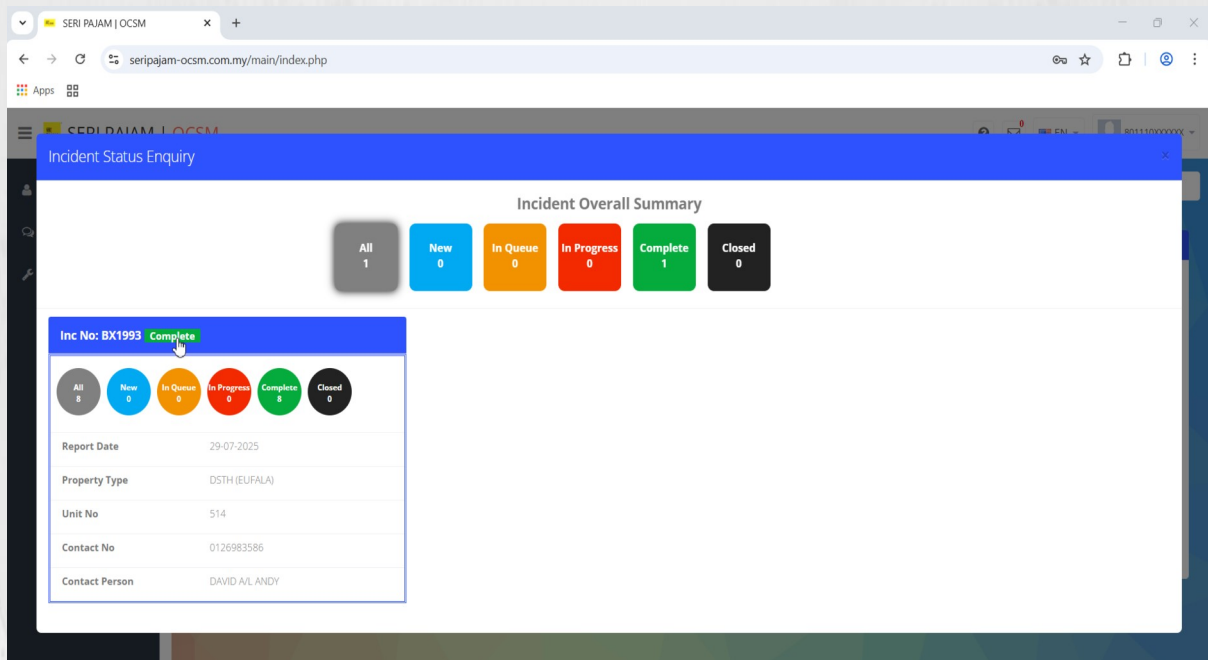 SERI PAJAM | OCSM
seripajam-ocsm.com.my/main/index.php
Apps
SERI PAJAM | OCSM
0
EN
801110XXXXXX
Incident Status Enquiry
×
Incident Overall Summary
All New In Queue In Progress Complete Closed
1 0 0 0 1 0
Inc No: BX1993 Complete
All New In Queue In Progress Complete Closed
8 0 0 0 8 0
Report Date 29-07-2025
Property Type DSTH (EUFALA)
Unit No 514
Contact No 0126983586
Contact Person DAVID A/L ANDY